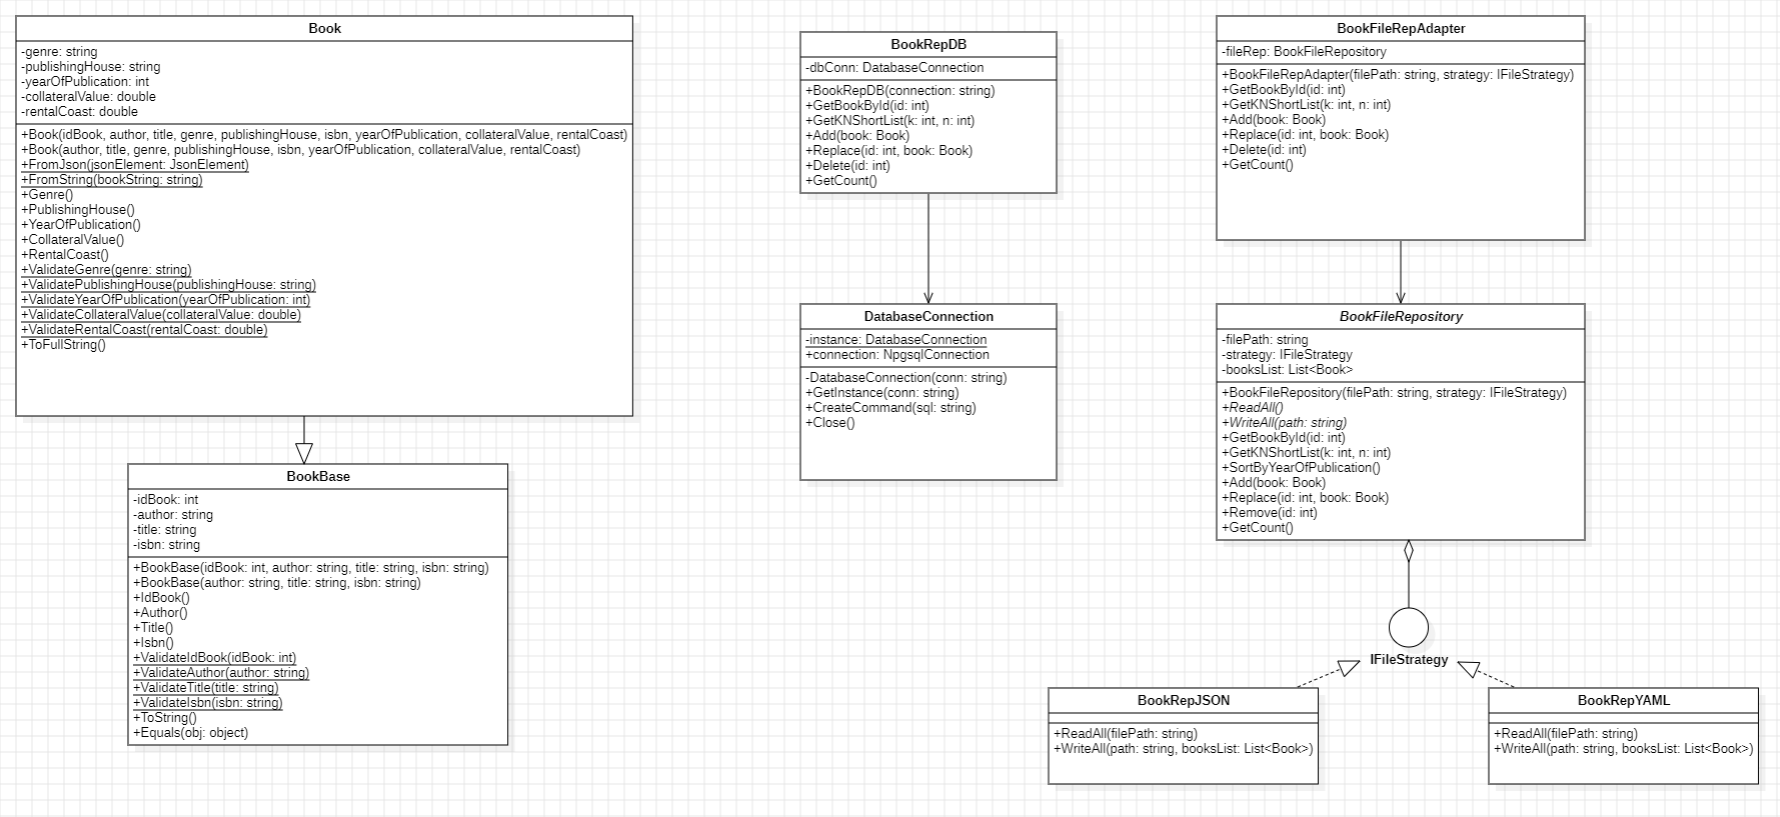 Book
-genre: string
-publishingHouse: string
-yearOfPublication: int
-collateralValue: double
-rentalCoast: double
+Book(idBook, author, title, genre, publishingHouse, isbn, yearOfPublication, collateralValue, rentalCoast)
+Book(author, title, genre, publishingHouse, isbn, yearOfPublication, collateralValue, rentalCoast)
+FromJson(jsonElement: JsonElement)
+FromString(bookString: string)
+Genre()
+PublishingHouse()
+YearOfPublication()
+CollateralValue()
+RentalCoast()
+ValidateGenre(genre: string)
+ValidatePublishingHouse(publishingHouse: string)
+ValidateYearOfPublication(yearOfPublication: int)
+ValidateCollateralValue(collateralValue: double)
+ValidateRentalCoast(rentalCoast: double)
+ToFullString()
BookBase
-idBook: int
-author: string
-title: string
-isbn: string
+BookBase(idBook: int, author: string, title: string, isbn: string)
+BookBase(author: string, title: string, isbn: string)
+IdBook()
+Author()
+Title()
+Isbn()
+ValidateIdBook(idBook: int)
+ValidateAuthor(author: string)
+ValidateTitle(title: string)
+ValidateIsbn(isbn: string)
+ToString()
+Equals(obj: object)
BookRepDB
-dbConn: DatabaseConnection
+BookRepDB(connection: string)
+GetBookById(id: int)
+GetKNShortList(k: int, n: int)
+Add(book: Book)
+Replace(id: int, book: Book)
+Delete(id: int)
+GetCount()
DatabaseConnection
-instance: DatabaseConnection
+connection: NpgsqlConnection
-DatabaseConnection(conn: string)
+GetInstance(conn: string)
+CreateCommand(sql: string)
+Close()
BookFileRepAdapter
-fileRep: BookFileRepository
+BookFileRepAdapter(filePath: string, strategy: IFileStrategy)
+GetBookById(id: int)
+GetKNShortList(k: int, n: int)
+Add(book: Book)
+Replace(id: int, book: Book)
+Delete(id: int)
+GetCount()
BookFileRepository
-filePath: string
-strategy: IFileStrategy
-booksList: List<Book>
+BookFileRepository(filePath: string, strategy: IFileStrategy)
+ReadAll()
+WriteAll(path: string)
+GetBookById(id: int)
+GetKNShortList(k: int, n: int)
+SortByYearOfPublication()
+Add(book: Book)
+Replace(id: int, book: Book)
+Remove(id: int)
+GetCount()
IFileStrategy
BookRepJSON
+ReadAll(filePath: string)
+WriteAll(path: string, booksList: List<Book>)
BookRepYAML
+ReadAll(filePath: string)
+WriteAll(path: string, booksList: List<Book>)